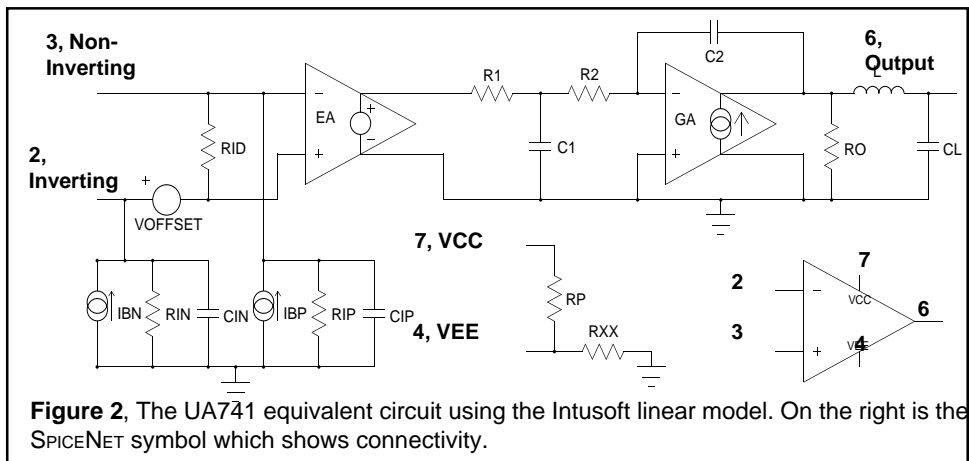 3, Non-
Inverting
6,
Output
L
C2
R1
R2
EA
+
−
−
+
GA
−
+
RID
C1
RO
CL
2,
Inverting
+
VOFFSET
7, VCC
IBN
RIN
CIN
IBP
RIP
CIP
4, VEE
RP
RXX
7
2
−
VCC
6
3
+
VEE
4
Figure 2, The UA741 equivalent circuit using the Intusoft linear model. On the right is the
SPICENET symbol which shows connectivity.